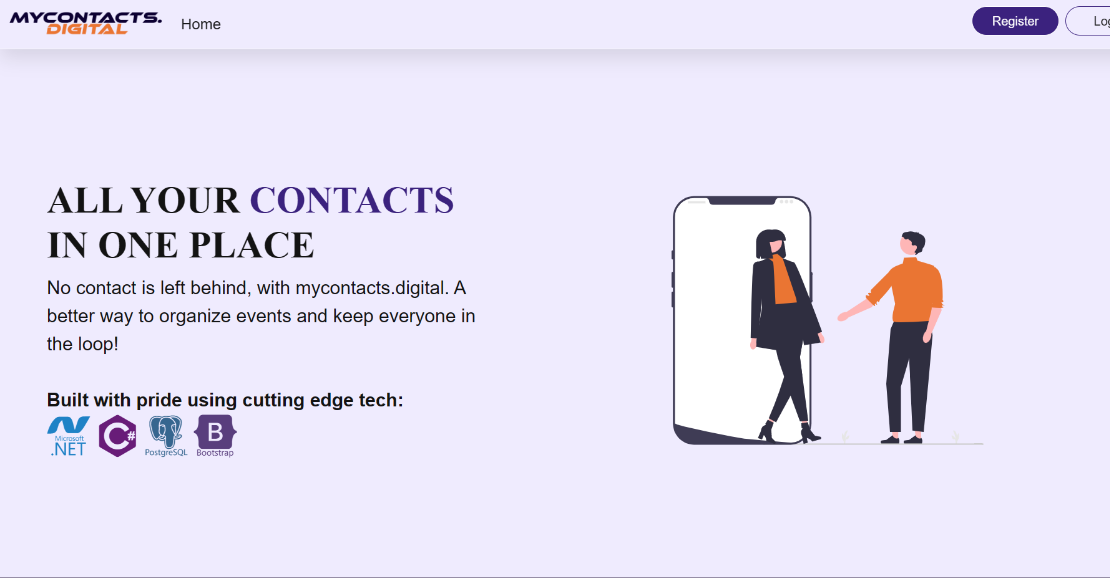 MYCONTACTS.
DIGITAL
Home
Register
Log
ALL YOUR CONTACTS
IN ONE PLACE
No contact is left behind, with mycontacts.digital. A
better way to organize events and keep everyone in
the loop!
Built with pride using cutting edge tech:
Microsoft
.NET
C#
PostgreSQL
B
Bootstrap